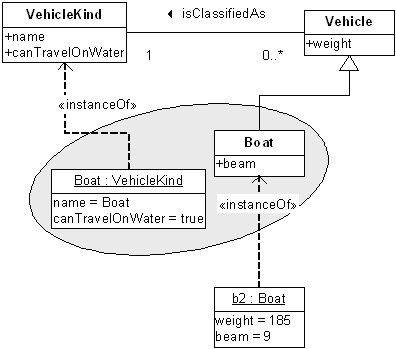 VehicleKind
+name
+canTravelOnWater
isClassifiedAs
1
0..*
Vehicle
+weight
«instanceOf»
Boat
+beam
Boat : VehicleKind
name = Boat
canTravelOnWater = true
«instanceOf»
b2 : Boat
weight = 185
beam = 9